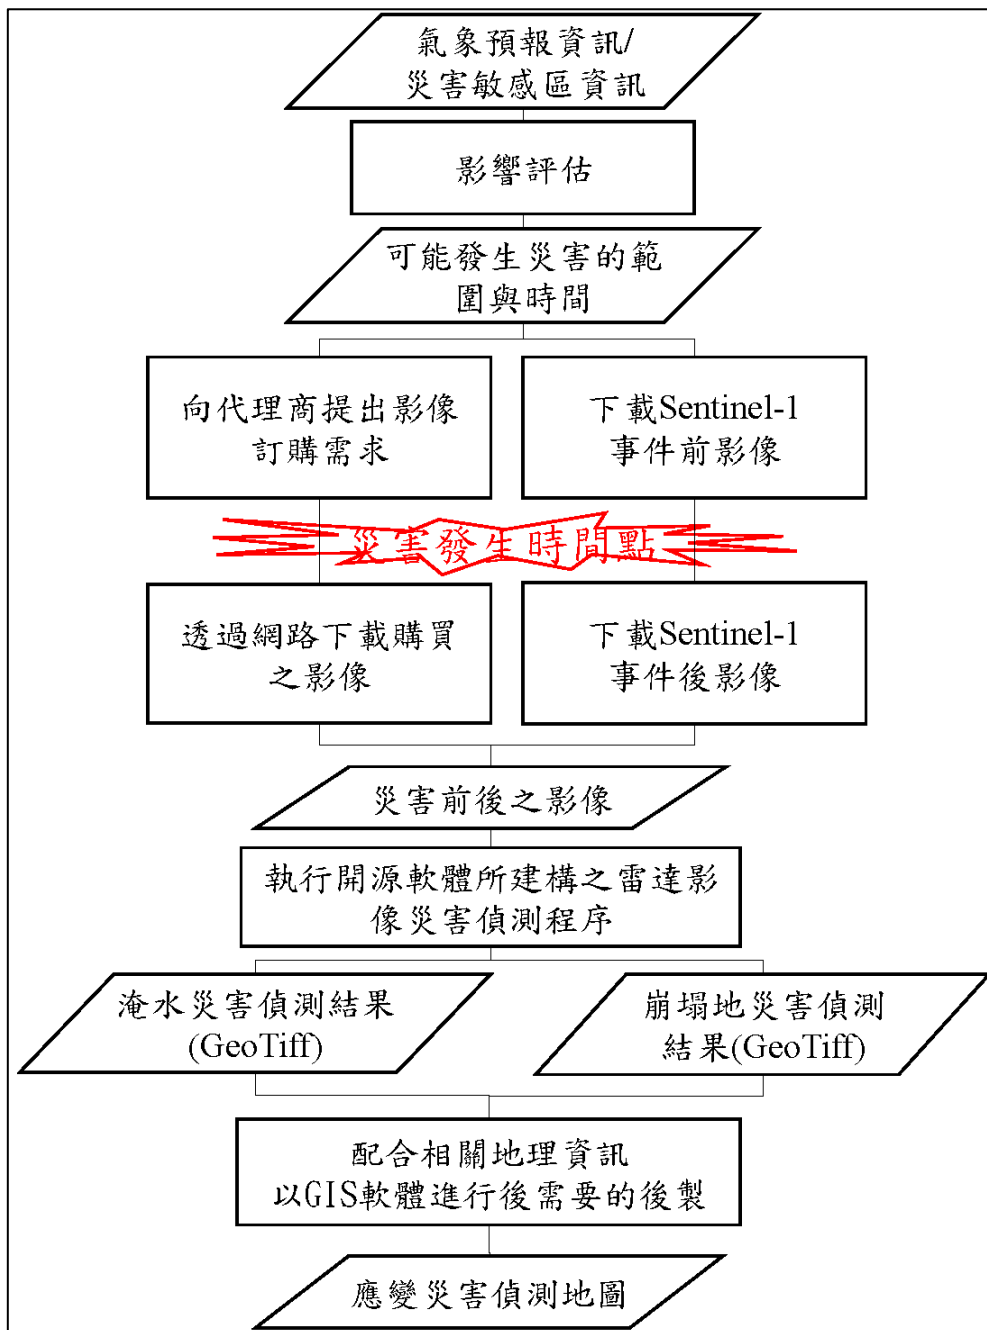 氣象預報資訊/
災害敏感區資訊
影響評估
可能發生災害的範
圍與時間
向代理商提出影像
訂購需求
下載Sentinel-1
事件前影像
災害發生時間點
透過網路下載購買
之影像
下載Sentinel-1
事件後影像
災害前後之影像
執行開源軟體所建構之雷達影
像災害偵測程序
淹水災害偵測結果
(GeoTiff)
崩塌地災害偵測
結果(GeoTiff)
配合相關地理資訊
以GIS軟體進行後需要的後製
應變災害偵測地圖